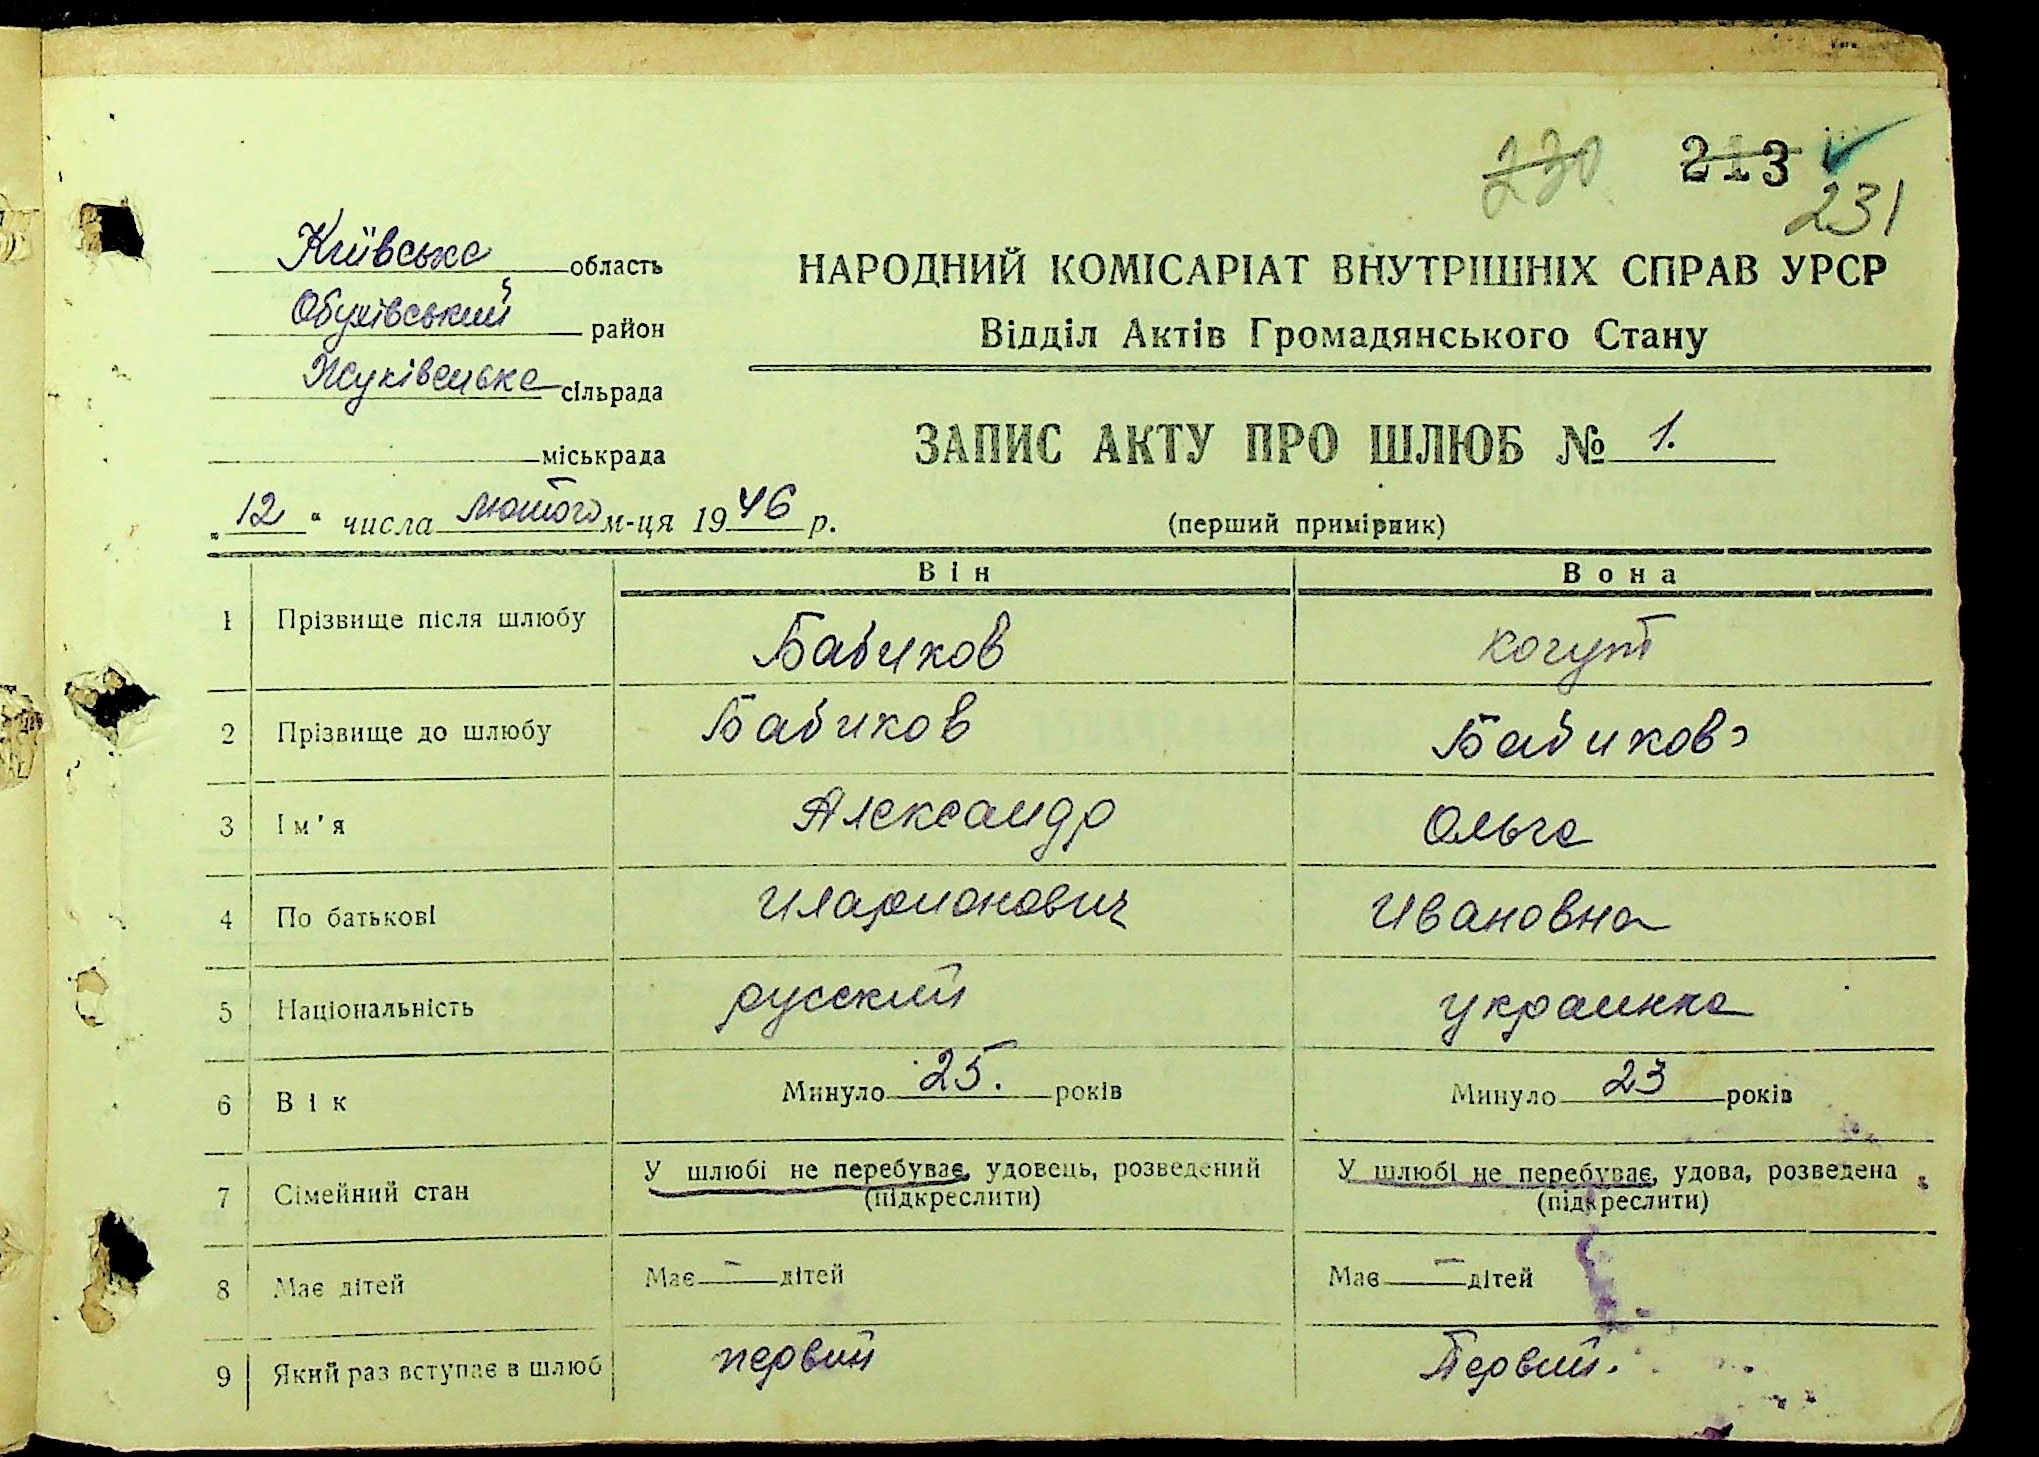 230 213
231
Київська область
Обухівський район
Жуківська сільрада
міськрада
НАРОДНИЙ КОМІСАРІАТ ВНУТРІШНІХ СПРАВ УРСР
Відділ Актів Громадянського Стану
ЗАПИС АКТУ ПРО ШЛЮБ № 1.
„12“ числа лютого м-ця 1946 р.
(перший примірник)
Він Вона
1 Прізвище після шлюбу Бабиков Когут
2 Прізвище до шлюбу Бабиков Бабикова
3 Ім'я Александр Ольга
4 По батькові Иларионович Ивановна
5 Національність русский украинка
6 Вік Минуло 25. років Минуло 23 років
7 Сімейний стан У шлюбі не перебуває, удовець, розведений У шлюбі не перебуває, удова, розведена
(підкреслити) (підкреслити)
8 Має дітей Має — дітей Має — дітей
9 Який раз вступає в шлюб первий Первий.